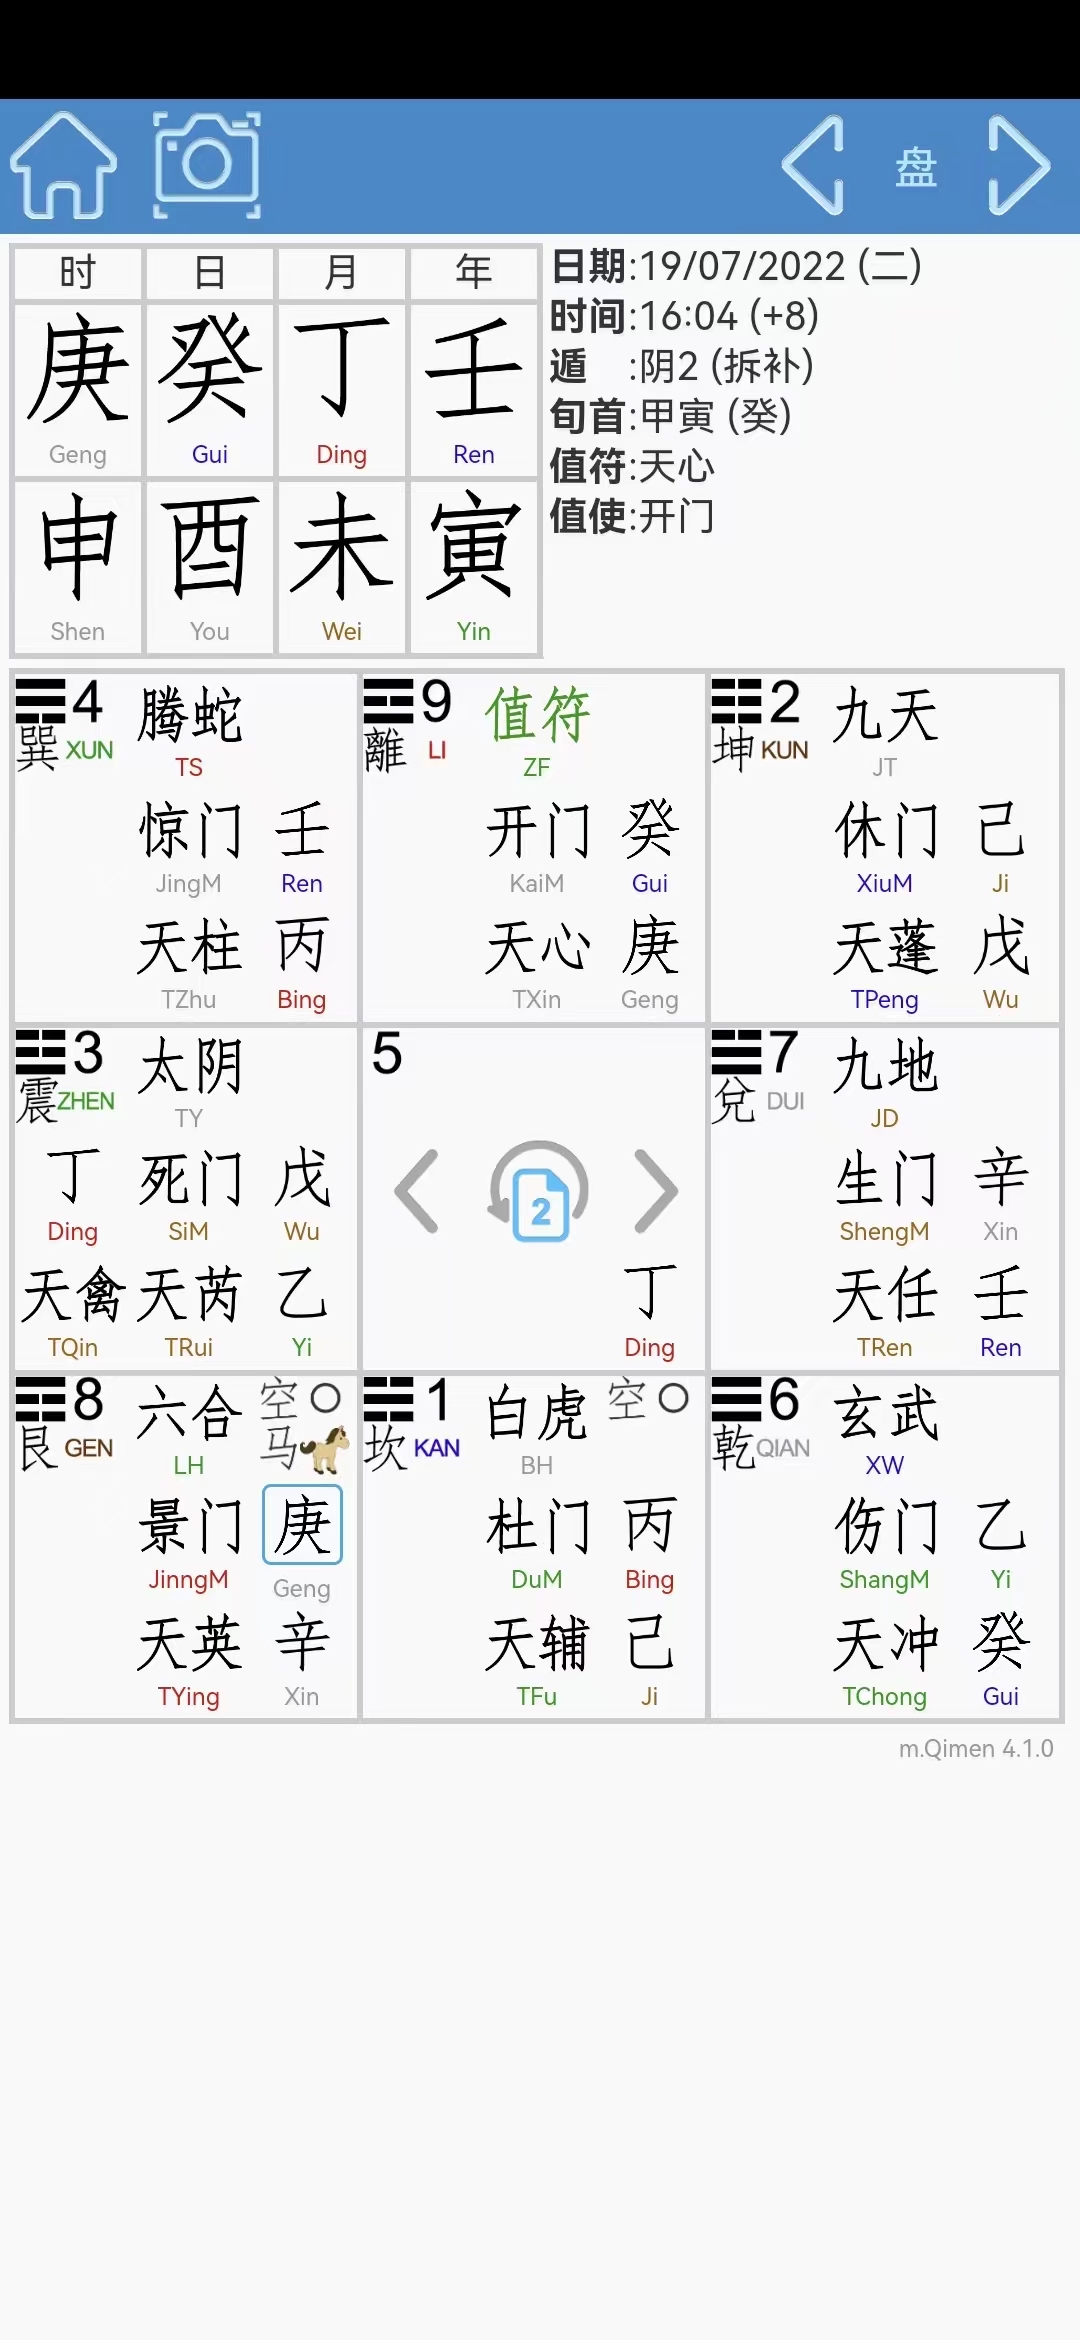 盘
时 日 月 年
庚 癸 丁 壬
Geng Gui Ding Ren
申 酉 未 寅
Shen You Wei Yin
日期:19/07/2022 (二)
时间:16:04 (+8)
遁 :阴2 (拆补)
旬首:甲寅 (癸)
值符:天心
值使:开门
4 腾蛇
巽 XUN TS
惊门 壬
JingM Ren
天柱 丙
TZhu Bing
9 值符
離 LI ZF
开门 癸
KaiM Gui
天心 庚
TXin Geng
2 九天
坤 KUN JT
休门 己
XiuM Ji
天蓬 戊
TPeng Wu
3 太阴
震 ZHEN TY
丁 死门 戊
Ding SiM Wu
天禽 天芮 乙
TQin TRui Yi
5
2
丁
Ding
7 九地
兌 DUI JD
生门 辛
ShengM Xin
天任 壬
TRen Ren
8 六合 空
艮 GEN LH 马
景门 庚
JinngM Geng
天英 辛
TYing Xin
1 白虎 空
坎 KAN BH
杜门 丙
DuM Bing
天辅 己
TFu Ji
6 玄武
乾 QIAN XW
伤门 乙
ShangM Yi
天冲 癸
TChong Gui
m.Qimen 4.1.0